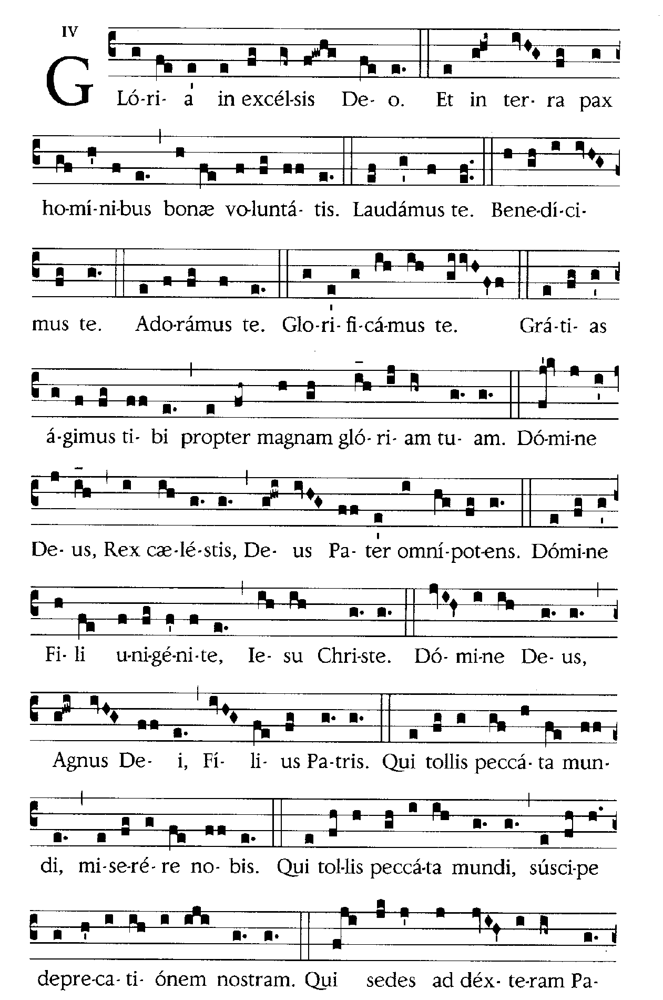 IV
GLó-ri- a in excél-sis De- o. Et in ter- ra pax
ho-mí-ni-bus bonæ vo-luntá- tis. Laudámus te. Bene-dí-ci-
mus te. Ado-rámus te. Glo-ri- fi-cá-mus te. Grá-ti- as
á-gimus ti- bi propter magnam gló- ri- am tu- am. Dó-mi-ne
De- us, Rex cæ-lé-stis, De- us Pa- ter omní-pot-ens. Dómi-ne
Fi- li u-ni-gé-ni-te, Ie- su Chri-ste. Dó- mi-ne De- us,
Agnus De- i, Fí- li- us Pa-tris. Qui tollis peccá- ta mun-
di, mi-se-ré- re no- bis. Qui tol-lis peccá-ta mundi, súsci-pe
depre-ca- ti- ónem nostram. Qui sedes ad déx- te-ram Pa-